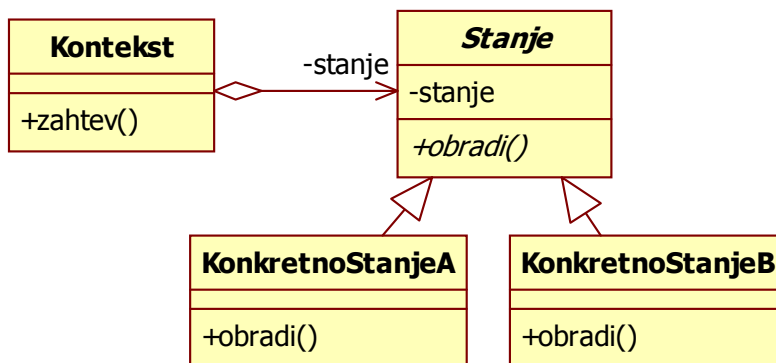 Kontekst
+zahtev()
-stanje
Stanje
-stanje
+obradi()
KonkretnoStanjeA
+obradi()
KonkretnoStanjeB
+obradi()